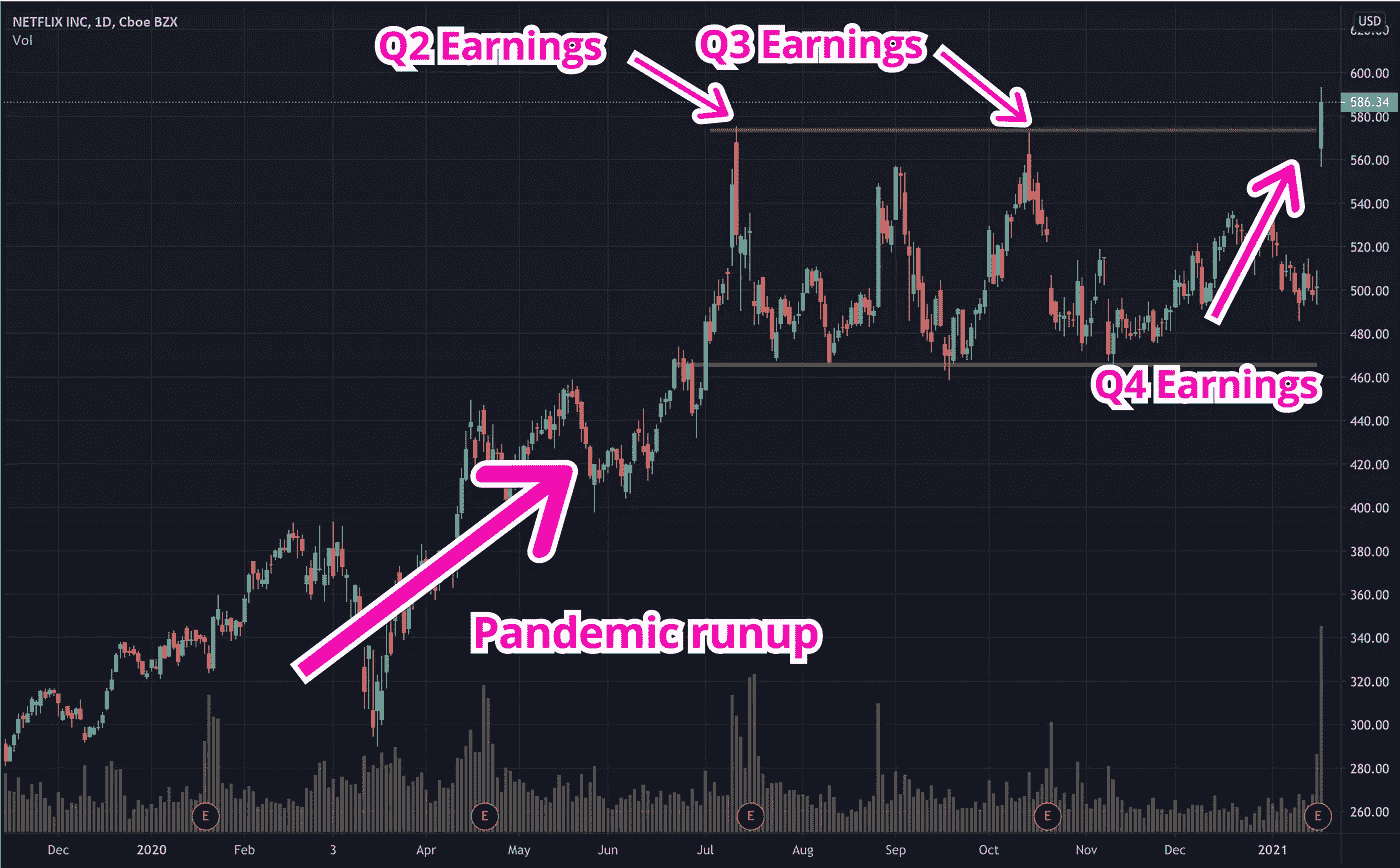 NETFLIX INC, 1D, Cboe BZX
Vol
Q2 Earnings
Q3 Earnings
USD
600.00
586.34
580.00
560.00
540.00
520.00
500.00
480.00
460.00
Q4 Earnings
440.00
420.00
400.00
380.00
360.00
Pandemic runup
340.00
320.00
300.00
280.00
260.00
E E E E E
Dec 2020 Feb 3 Apr May Jun Jul Aug Sep Oct Nov Dec 2021